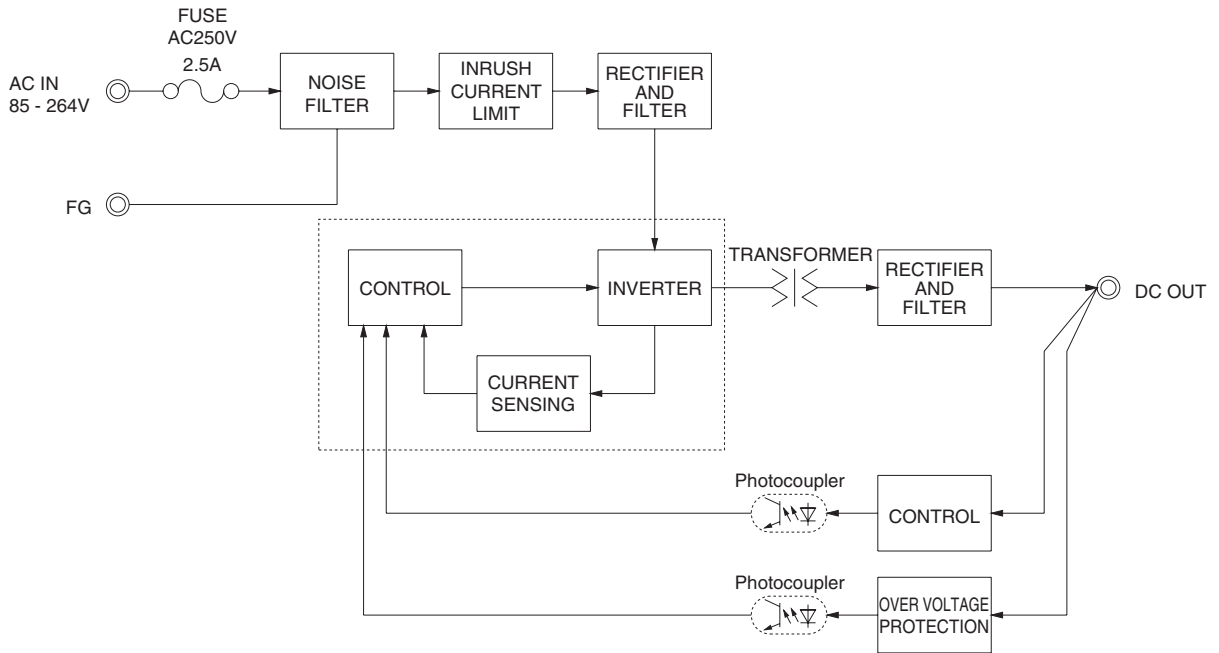 FUSE
AC250V
2.5A
AC IN
85 - 264V
NOISE
FILTER
INRUSH
CURRENT
LIMIT
RECTIFIER
AND
FILTER
FG
CONTROL
INVERTER
TRANSFORMER
RECTIFIER
AND
FILTER
DC OUT
CURRENT
SENSING
Photocoupler
CONTROL
Photocoupler
OVER VOLTAGE
PROTECTION